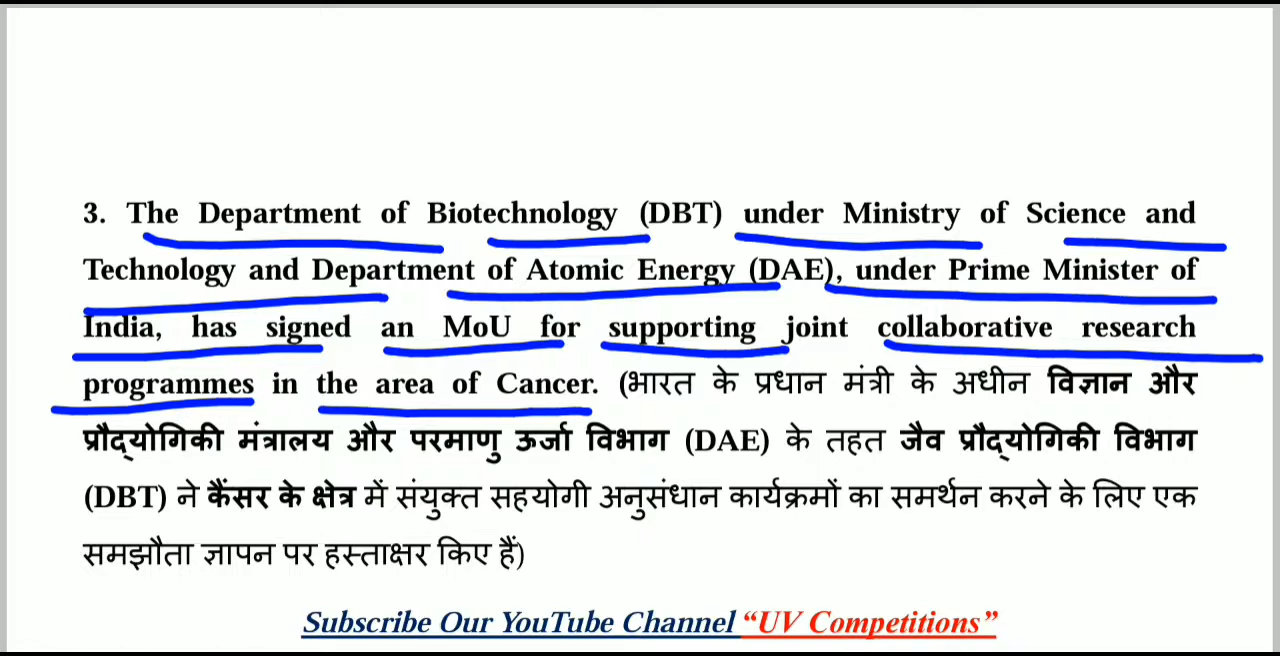 3. The Department of Biotechnology (DBT) under Ministry of Science and
Technology and Department of Atomic Energy (DAE), under Prime Minister of
India, has signed an MoU for supporting joint collaborative research
programmes in the area of Cancer. (भारत के प्रधान मंत्री के अधीन विज्ञान और
प्रौद्योगिकी मंत्रालय और परमाणु ऊर्जा विभाग (DAE) के तहत जैव प्रौद्योगिकी विभाग
(DBT) ने कैंसर के क्षेत्र में संयुक्त सहयोगी अनुसंधान कार्यक्रमों का समर्थन करने के लिए एक
समझौता ज्ञापन पर हस्ताक्षर किए हैं)
Subscribe Our YouTube Channel “UV Competitions”